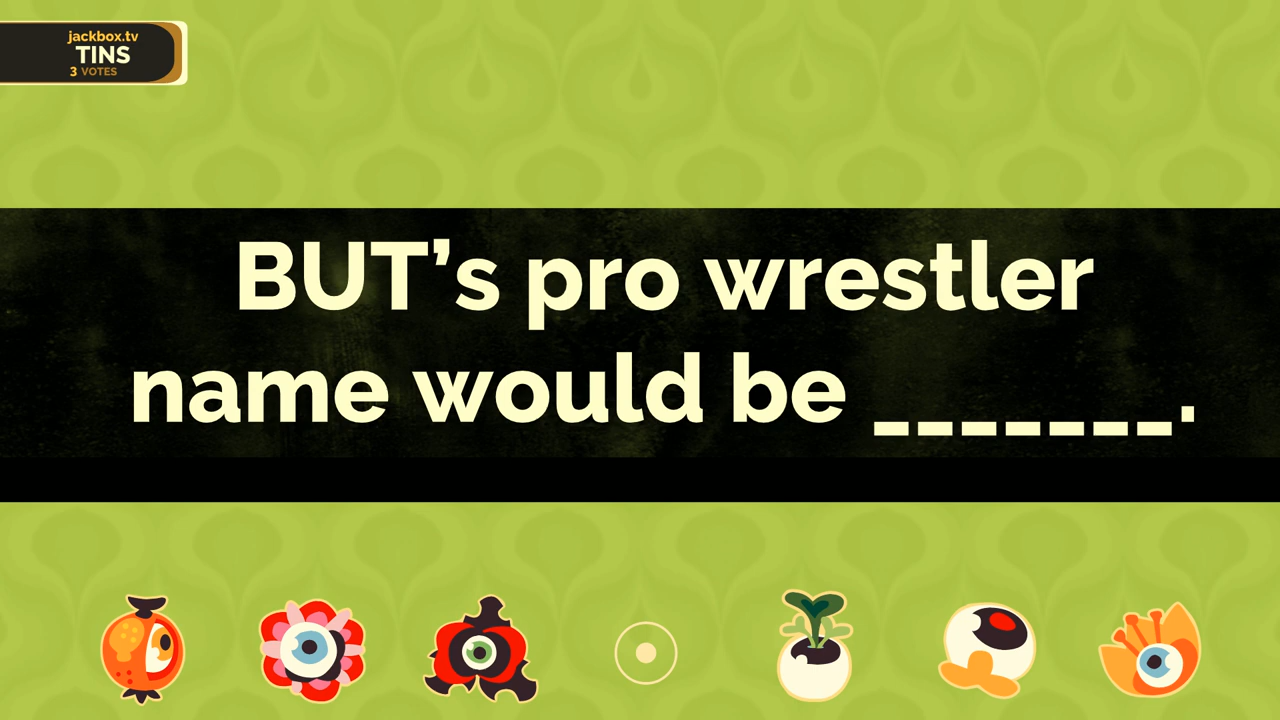 jackbox.tv
TINS
3 VOTES
BUT’s pro wrestler
name would be _______.